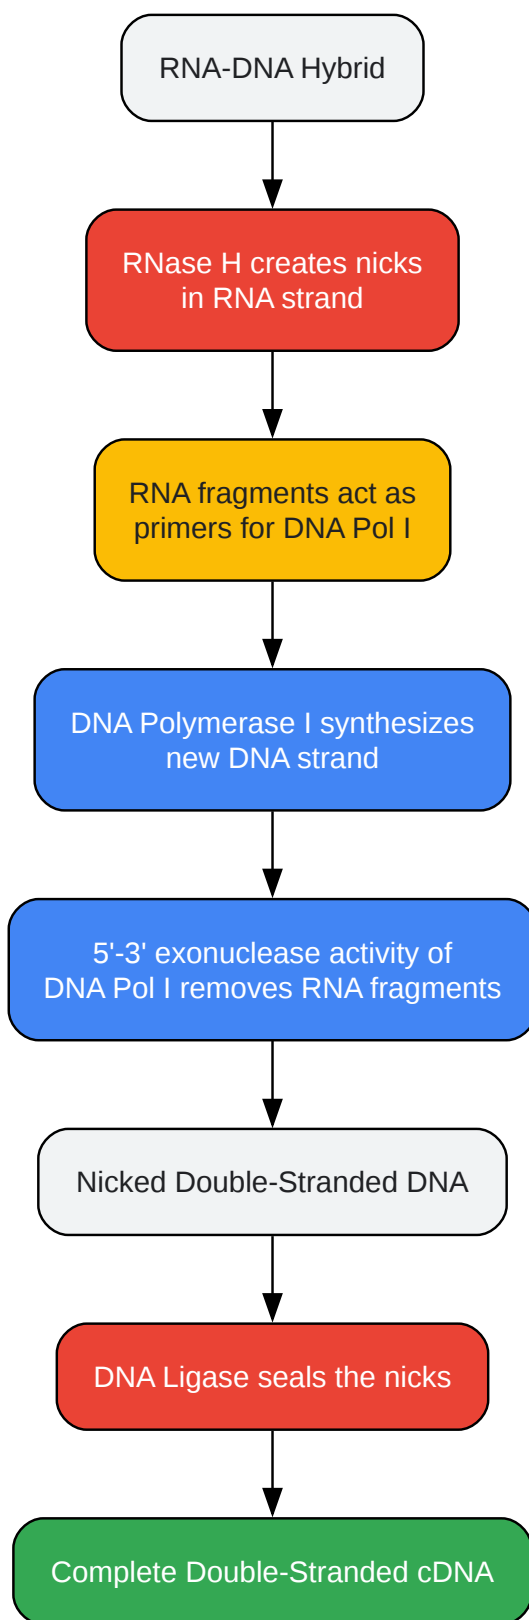 RNA-DNA Hybrid
RNase H creates nicks
in RNA strand
RNA fragments act as
primers for DNA Pol I
DNA Polymerase I synthesizes
new DNA strand
5'-3' exonuclease activity of
DNA Pol I removes RNA fragments
Nicked Double-Stranded DNA
DNA Ligase seals the nicks
Complete Double-Stranded cDNA